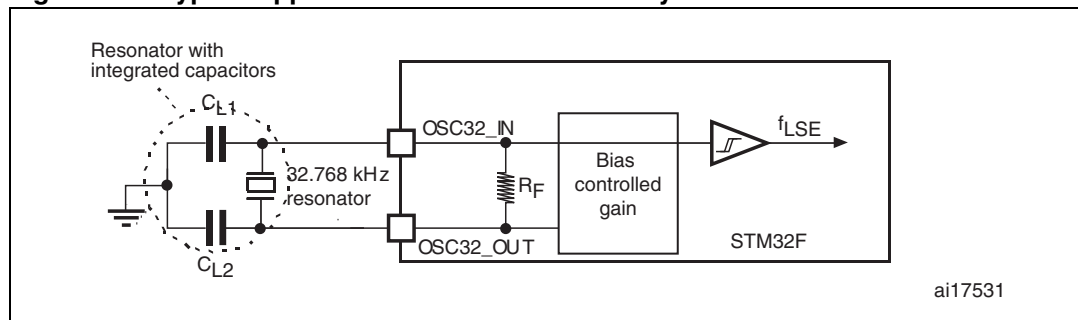 Resonator with
integrated capacitors
CL1
OSC32_IN
fLSE
32.768 kHz
resonator
RF
Bias
controlled
gain
OSC32_OUT
STM32F
CL2
ai17531